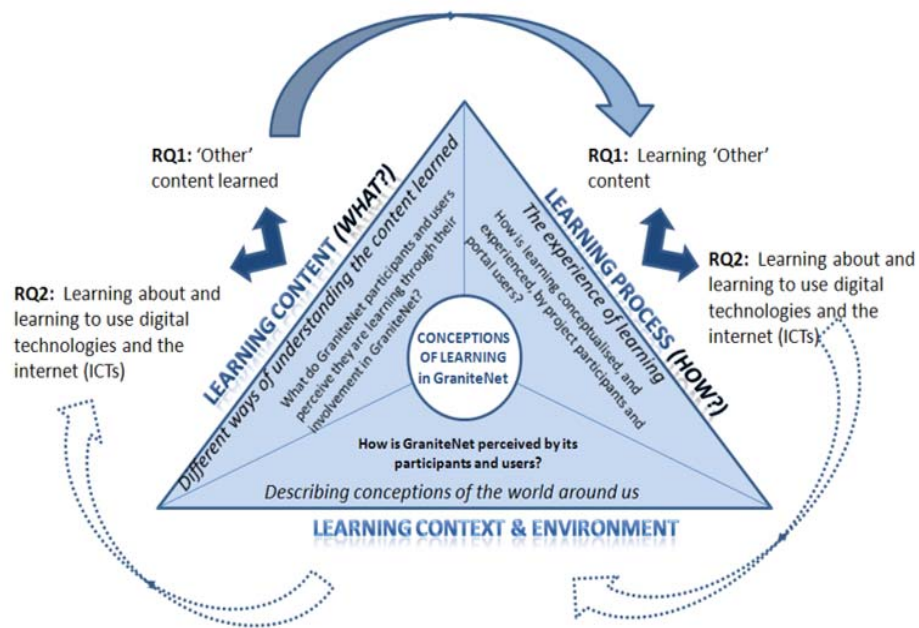 RQ1: ‘Other’
content learned
RQ1: Learning ‘Other’
content
RQ2: Learning about and
learning to use digital
technologies and the
internet (ICTs)
RQ2: Learning about and
learning to use digital
technologies and the
internet (ICTs)
LEARNING CONTENT (WHAT?)
Different ways of understanding the content learned
What do GraniteNet participants and users
perceive they are learning through their
involvement in GraniteNet?
LEARNING PROCESS (HOW?)
The experience of learning
How is learning conceptualised, and
experienced, by project participants and
portal users?
CONCEPTIONS
OF LEARNING
in GraniteNet
How is GraniteNet perceived by its
participants and users?
Describing conceptions of the world around us
LEARNING CONTEXT & ENVIRONMENT